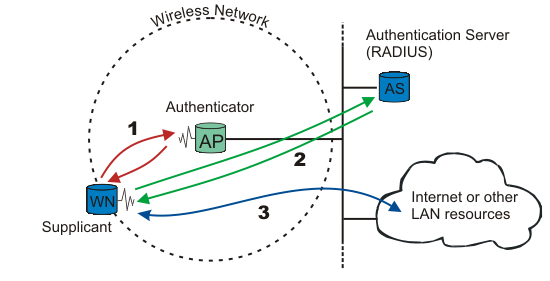 Wireless Network
Authentication Server
(RADIUS)
AS
Authenticator
1
AP
2
WN
3
Internet or other
LAN resources
Supplicant